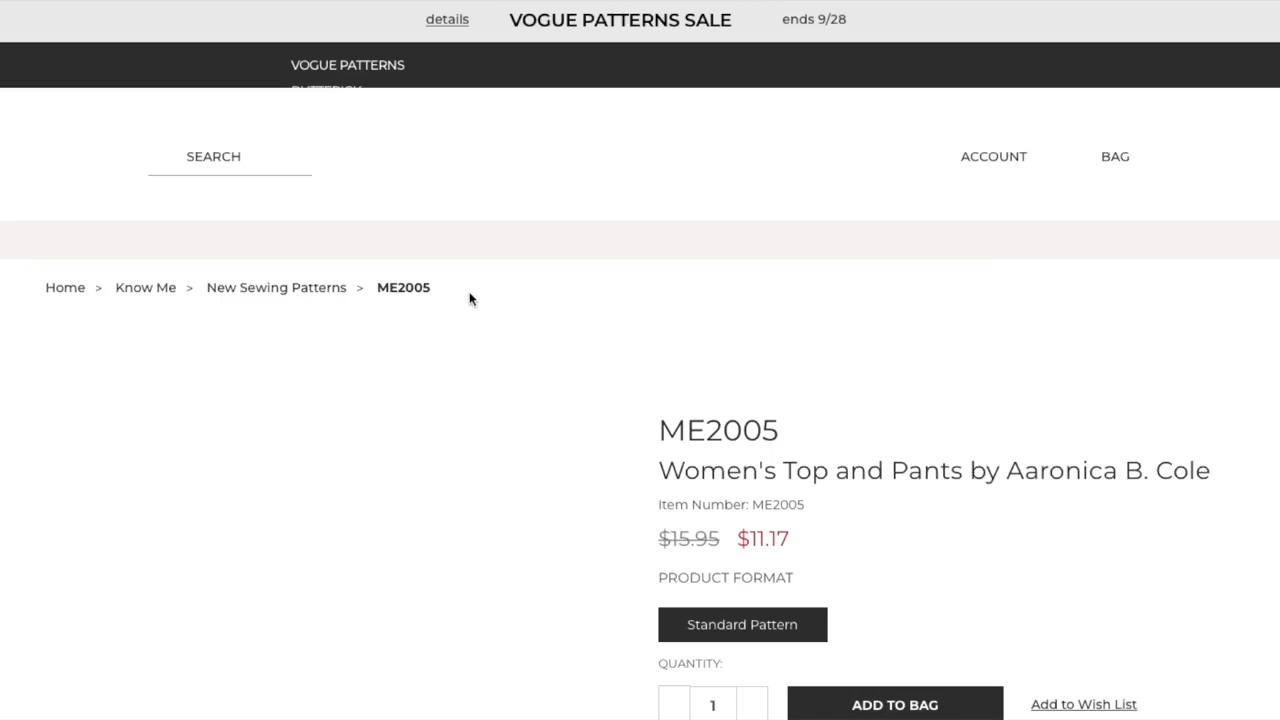 details VOGUE PATTERNS SALE ends 9/28
VOGUE PATTERNS
SEARCH ACCOUNT BAG
Home > Know Me > New Sewing Patterns > ME2005
ME2005
Women's Top and Pants by Aaronica B. Cole
Item Number: ME2005
$15.95 $11.17
PRODUCT FORMAT
Standard Pattern
QUANTITY:
1 ADD TO BAG Add to Wish List